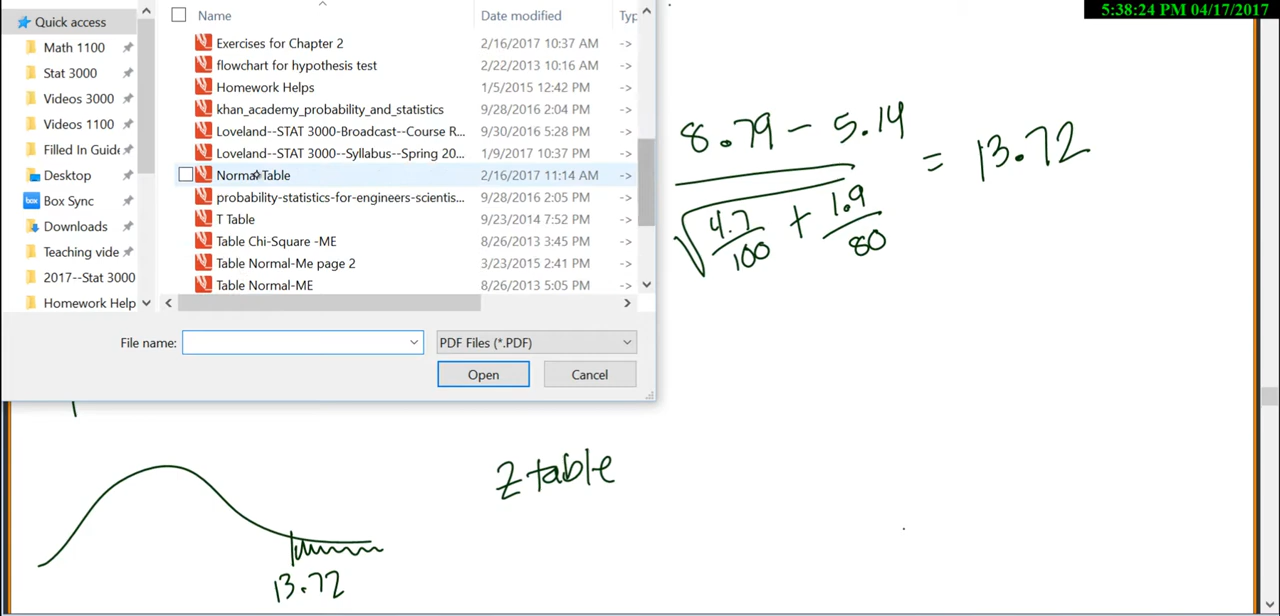 5:38:24 PM 04/17/2017
Quick access
Math 1100
Stat 3000
Videos 3000
Videos 1100
Filled In Guide
Desktop
Box Sync
Downloads
Teaching vide
2017--Stat 3000
Homework Help
Name Date modified Typ
Exercises for Chapter 2 2/16/2017 10:37 AM ->
flowchart for hypothesis test 2/22/2013 10:16 AM ->
Homework Helps 1/5/2015 12:42 PM ->
khan_academy_probability_and_statistics 9/28/2016 2:04 PM ->
Loveland--STAT 3000-Broadcast--Course R... 9/30/2016 5:28 PM ->
Loveland--STAT 3000--Syllabus--Spring 20... 1/9/2017 10:37 PM ->
Normal Table 2/16/2017 11:14 AM ->
probability-statistics-for-engineers-scientis... 9/28/2016 2:05 PM ->
T Table 9/23/2014 7:52 PM ->
Table Chi-Square -ME 8/26/2013 3:45 PM ->
Table Normal-Me page 2 3/23/2015 2:41 PM ->
Table Normal-ME 8/26/2013 5:05 PM ->
File name: PDF Files (*.PDF)
Open Cancel
8.79 - 5.14
= 13.72
√ 4.7 + 1.9
100 80
Z table
13.72